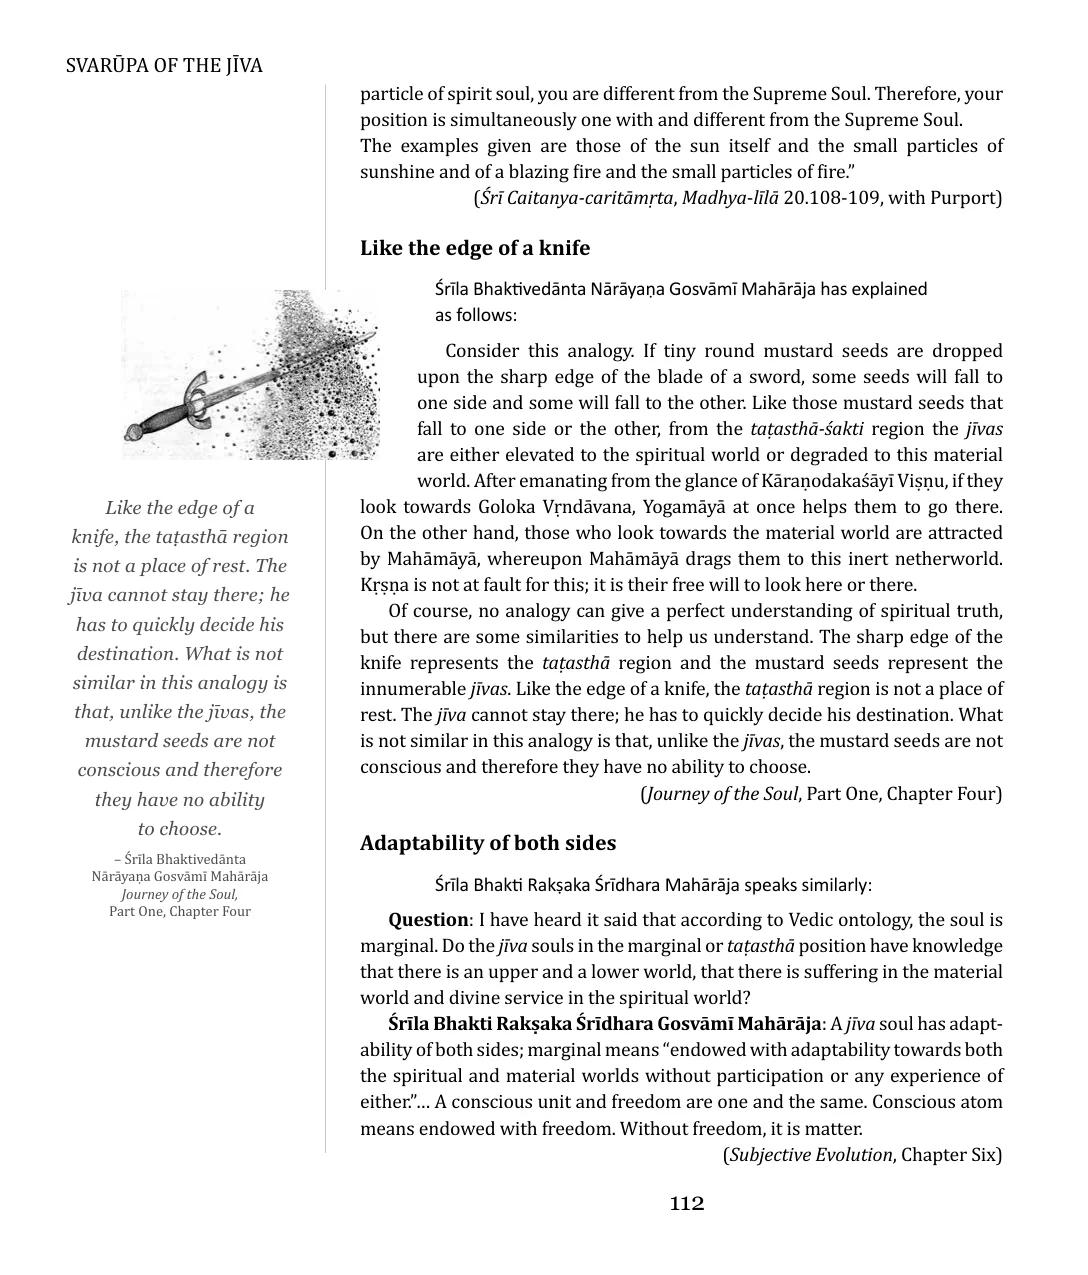 SVARŪPA OF THE JĪVA
particle of spirit soul, you are different from the Supreme Soul. Therefore, your
position is simultaneously one with and different from the Supreme Soul.
The examples given are those of the sun itself and the small particles of
sunshine and of a blazing fire and the small particles of fire.”
(Śrī Caitanya-caritāmṛta, Madhya-līlā 20.108-109, with Purport)
Like the edge of a knife
Śrīla Bhaktivedānta Nārāyaṇa Gosvāmī Mahārāja has explained
as follows:
Consider this analogy. If tiny round mustard seeds are dropped
upon the sharp edge of the blade of a sword, some seeds will fall to
one side and some will fall to the other. Like those mustard seeds that
fall to one side or the other, from the taṭasthā-śakti region the jīvas
are either elevated to the spiritual world or degraded to this material
world. After emanating from the glance of Kāraṇodakaśāyī Viṣṇu, if they
look towards Goloka Vṛndāvana, Yogamāyā at once helps them to go there.
On the other hand, those who look towards the material world are attracted
by Mahāmāyā, whereupon Mahāmāyā drags them to this inert netherworld.
Kṛṣṇa is not at fault for this; it is their free will to look here or there.
Of course, no analogy can give a perfect understanding of spiritual truth,
but there are some similarities to help us understand. The sharp edge of the
knife represents the taṭasthā region and the mustard seeds represent the
innumerable jīvas. Like the edge of a knife, the taṭasthā region is not a place of
rest. The jīva cannot stay there; he has to quickly decide his destination. What
is not similar in this analogy is that, unlike the jīvas, the mustard seeds are not
conscious and therefore they have no ability to choose.
(Journey of the Soul, Part One, Chapter Four)
Adaptability of both sides
Śrīla Bhakti Rakṣaka Śrīdhara Mahārāja speaks similarly:
Question: I have heard it said that according to Vedic ontology, the soul is
marginal. Do the jīva souls in the marginal or taṭasthā position have knowledge
that there is an upper and a lower world, that there is suffering in the material
world and divine service in the spiritual world?
Śrīla Bhakti Rakṣaka Śrīdhara Gosvāmī Mahārāja: A jīva soul has adapt-
ability of both sides; marginal means “endowed with adaptability towards both
the spiritual and material worlds without participation or any experience of
either.”... A conscious unit and freedom are one and the same. Conscious atom
means endowed with freedom. Without freedom, it is matter.
(Subjective Evolution, Chapter Six)
Like the edge of a
knife, the taṭasthā region
is not a place of rest. The
jīva cannot stay there; he
has to quickly decide his
destination. What is not
similar in this analogy is
that, unlike the jīvas, the
mustard seeds are not
conscious and therefore
they have no ability
to choose.
– Śrīla Bhaktivedānta
Nārāyaṇa Gosvāmī Mahārāja
Journey of the Soul,
Part One, Chapter Four
112